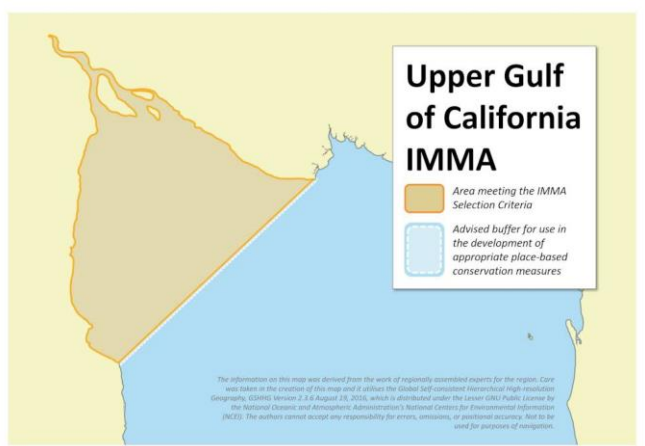 Upper Gulf
of California
IMMA
Area meeting the IMMA
Selection Criteria
Advised buffer for use in
the development of
appropriate place-based
conservation measures
The information on this map was derived from the work of regionally assembled experts for the region. Care
was taken in the creation of this map and it utilises the Global Self-consistent Hierarchical High-resolution
Geography, GSHHG Version 2.3.6 August 19, 2016, which is distributed under the Lesser GNU Public License by
the National Oceanic and Atmospheric Administration's National Centers for Environmental Information
(NCEI). The authors cannot accept any responsibility for errors, omissions, or positional accuracy. Not to be
used for purposes of navigation.